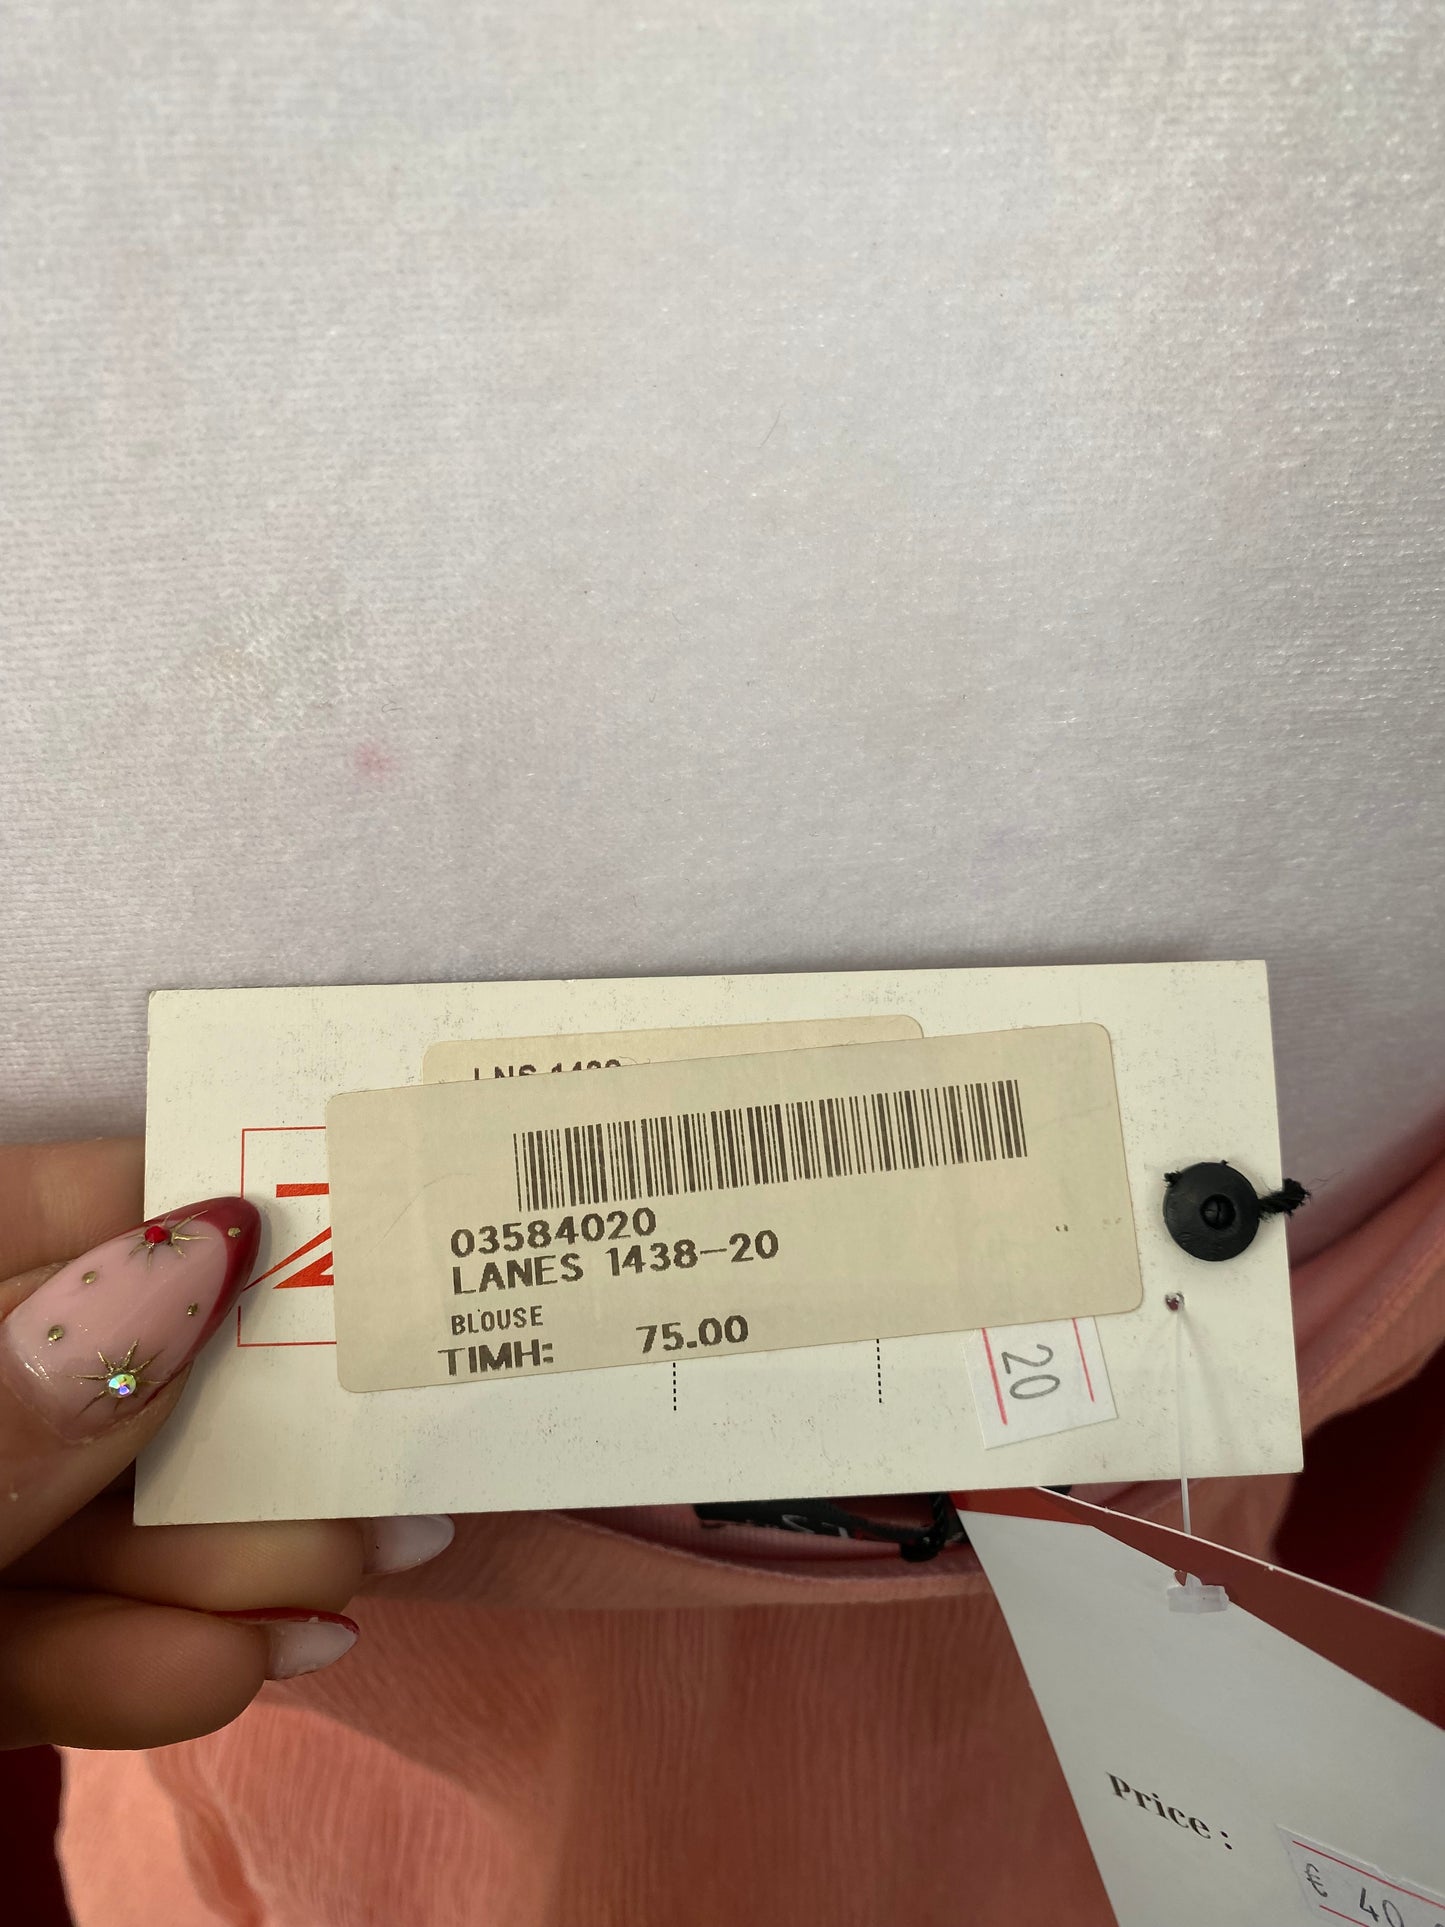 03584020
LANES 1438-20
BLOUSE
TIMH: 75.00
20
Price:
€ 40